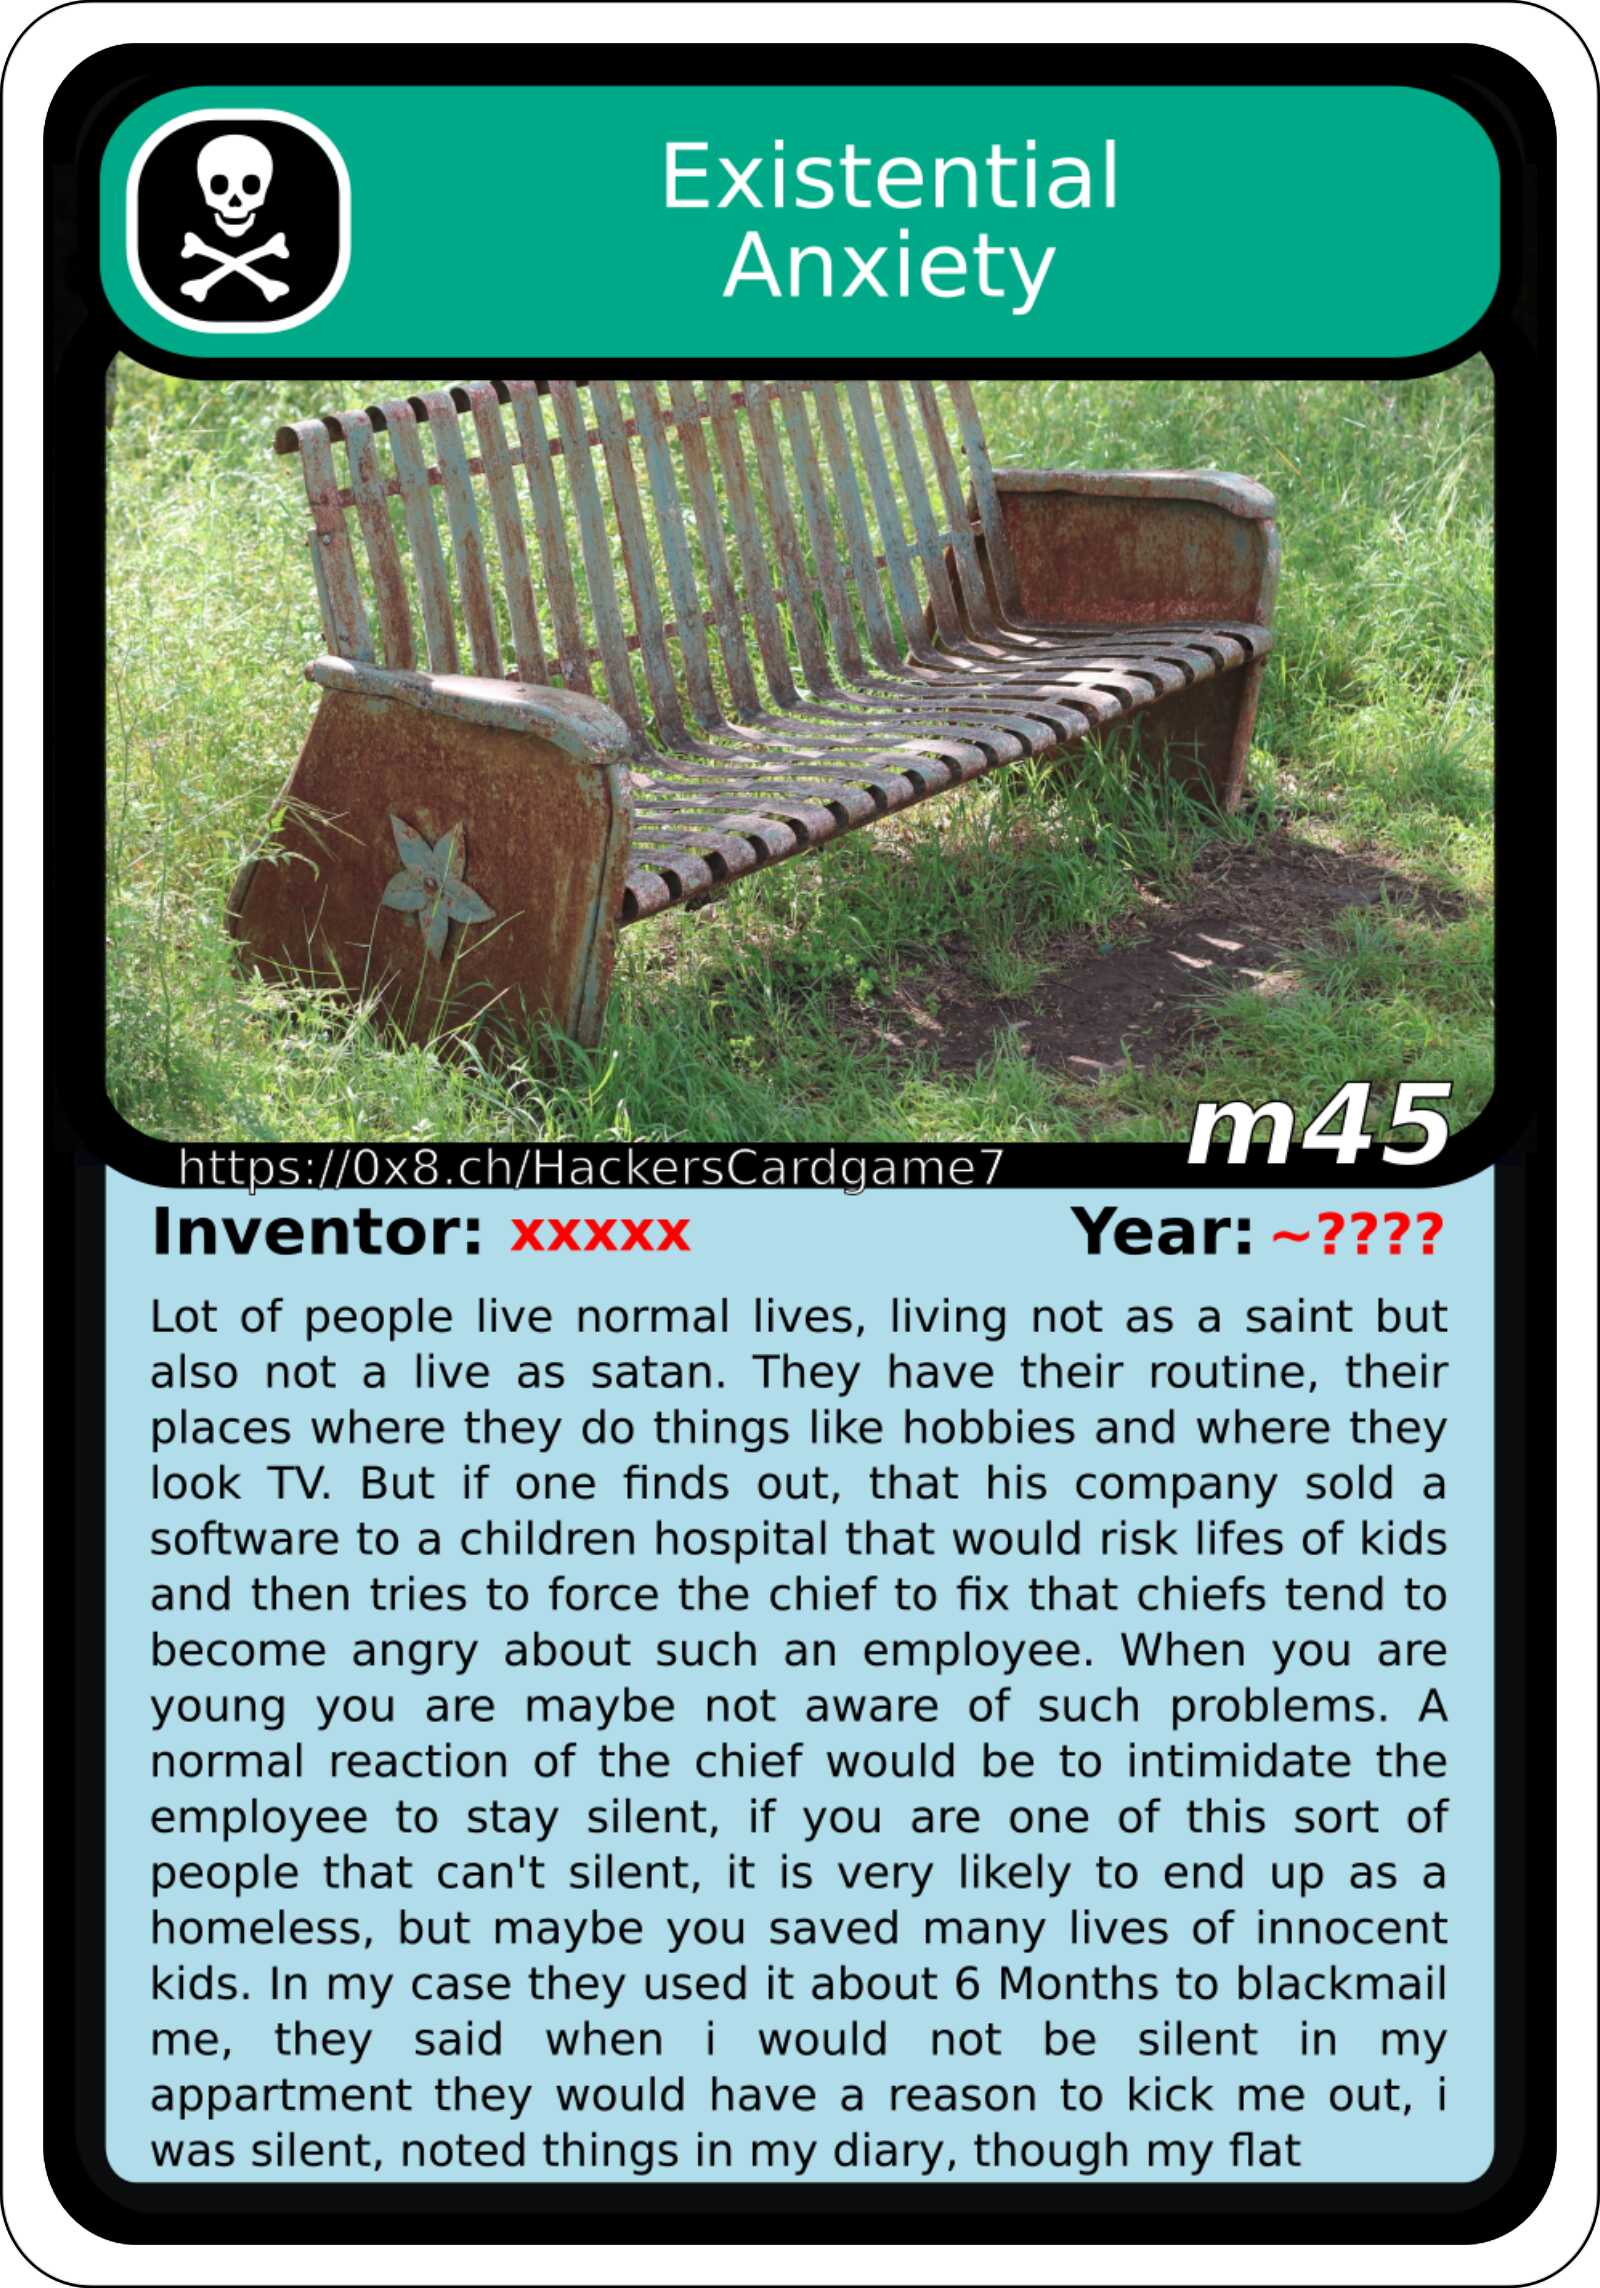 Existential
Anxiety
m45
https://0x8.ch/HackersCardgame7
Inventor: xxxxx Year: ~????
Lot of people live normal lives, living not as a saint but
also not a live as satan. They have their routine, their
places where they do things like hobbies and where they
look TV. But if one finds out, that his company sold a
software to a children hospital that would risk lifes of kids
and then tries to force the chief to fix that chiefs tend to
become angry about such an employee. When you are
young you are maybe not aware of such problems. A
normal reaction of the chief would be to intimidate the
employee to stay silent, if you are one of this sort of
people that can't silent, it is very likely to end up as a
homeless, but maybe you saved many lives of innocent
kids. In my case they used it about 6 Months to blackmail
me, they said when i would not be silent in my
appartment they would have a reason to kick me out, i
was silent, noted things in my diary, though my flat